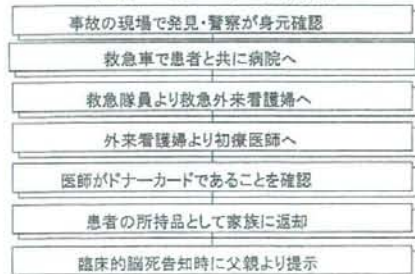 事故の現場で発見・警察が身元確認
救急車で患者と共に病院へ
救急隊員より救急外来看護婦へ
外来看護婦より初療医師へ
医師がドナーカードであることを確認
患者の所持品として家族に返却
臨床的脳死告知時に父親より提示